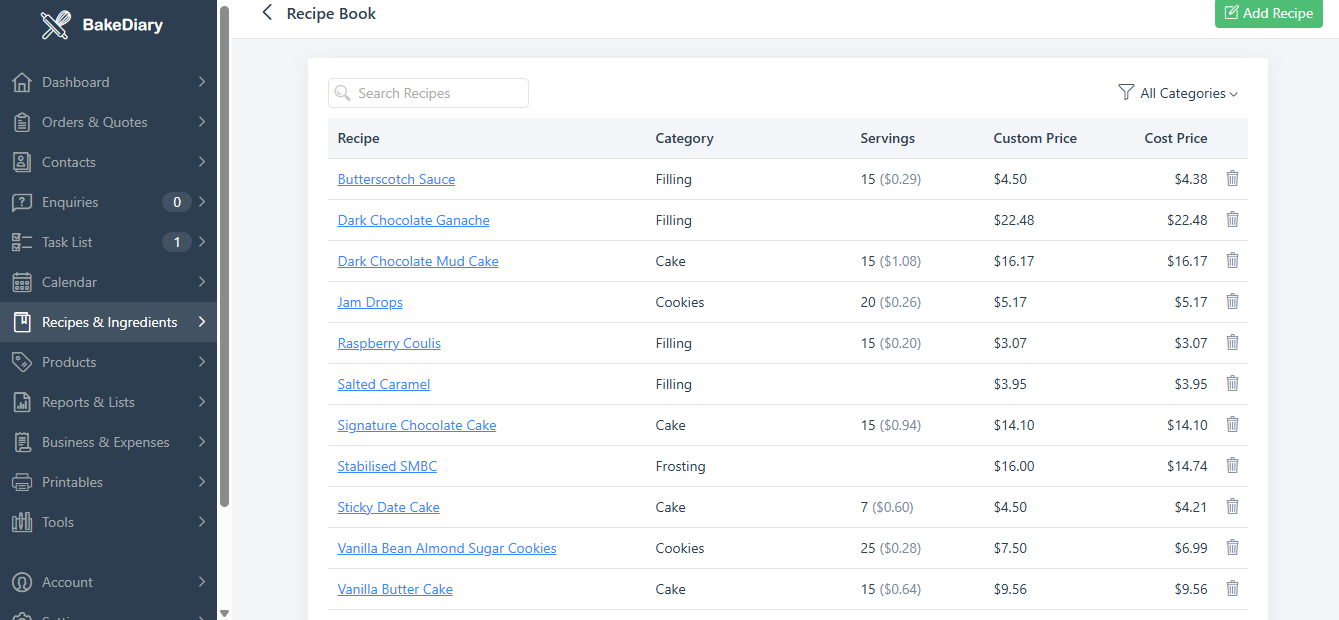 BakeDiary
Dashboard
Orders & Quotes
Contacts
Enquiries 0
Task List 1
Calendar
Recipes & Ingredients
Products
Reports & Lists
Business & Expenses
Printables
Tools
Account
Recipe Book
Add Recipe
Search Recipes
All Categories
Recipe Category Servings Custom Price Cost Price
Butterscotch Sauce Filling 15 ($0.29) $4.50 $4.38
Dark Chocolate Ganache Filling $22.48 $22.48
Dark Chocolate Mud Cake Cake 15 ($1.08) $16.17 $16.17
Jam Drops Cookies 20 ($0.26) $5.17 $5.17
Raspberry Coulis Filling 15 ($0.20) $3.07 $3.07
Salted Caramel Filling $3.95 $3.95
Signature Chocolate Cake Cake 15 ($0.94) $14.10 $14.10
Stabilised SMBC Frosting $16.00 $14.74
Sticky Date Cake Cake 7 ($0.60) $4.50 $4.21
Vanilla Bean Almond Sugar Cookies Cookies 25 ($0.28) $7.50 $6.99
Vanilla Butter Cake Cake 15 ($0.64) $9.56 $9.56